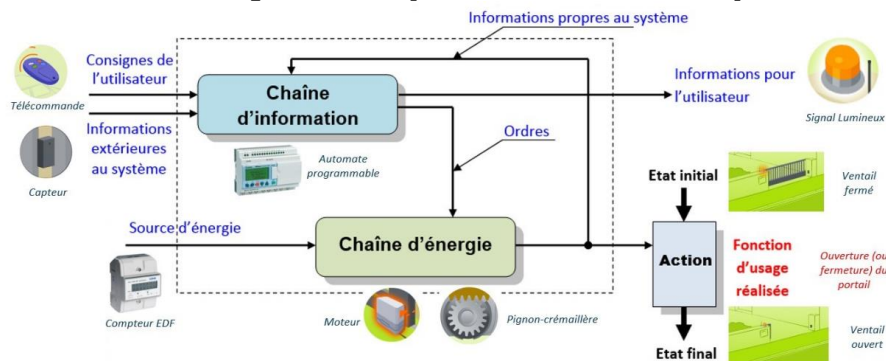 Informations propres au système
Consignes de
l'utilisateur
Télécommande
Chaîne
d'information
Informations pour
l'utilisateur
Signal Lumineux
Informations
extérieures
au système
Capteur
Automate
programmable
Ordres
Etat initial
Ventail
fermé
Source d'énergie
Chaîne d'énergie
Action
Fonction
d'usage
réalisée
Ouverture (ou
fermeture) du
portail
Compteur EDF
Moteur
Pignon-crémaillère
Etat final
Ventail
ouvert